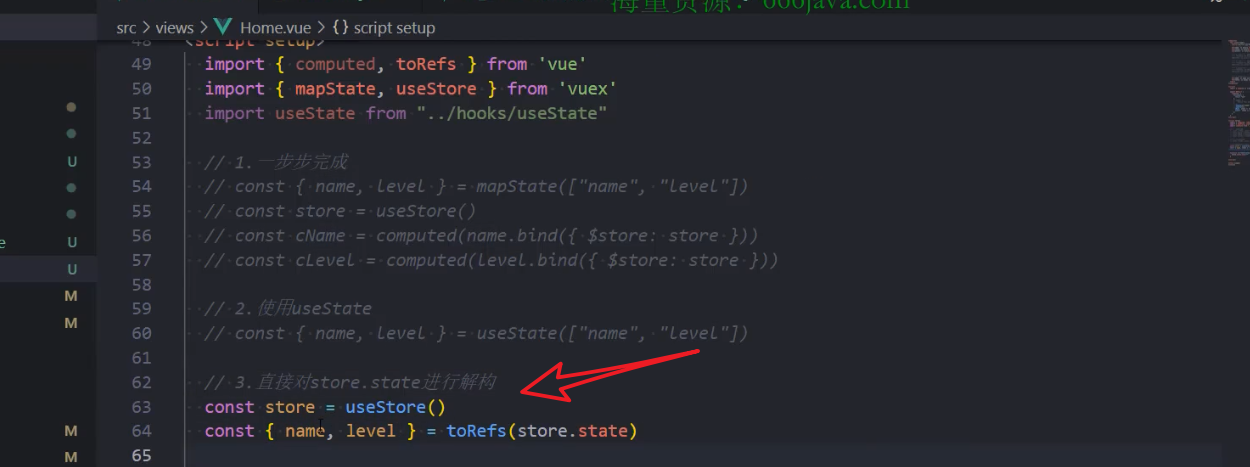 海量资源：666java.com
src > views > Home.vue > {} script setup
48 <script setup>
49 import { computed, toRefs } from 'vue'
50 import { mapState, useStore } from 'vuex'
51 import useState from "../hooks/useState"
52
53 // 1.一步步完成
54 // const { name, level } = mapState(["name", "level"])
55 // const store = useStore()
56 // const cName = computed(name.bind({ $store: store }))
57 // const cLevel = computed(level.bind({ $store: store }))
58
59 // 2.使用useState
60 // const { name, level } = useState(["name", "level"])
61
62 // 3.直接对store.state进行解构
63 const store = useStore()
64 const { name, level } = toRefs(store.state)
65
U
U
e U
M
M
M
M